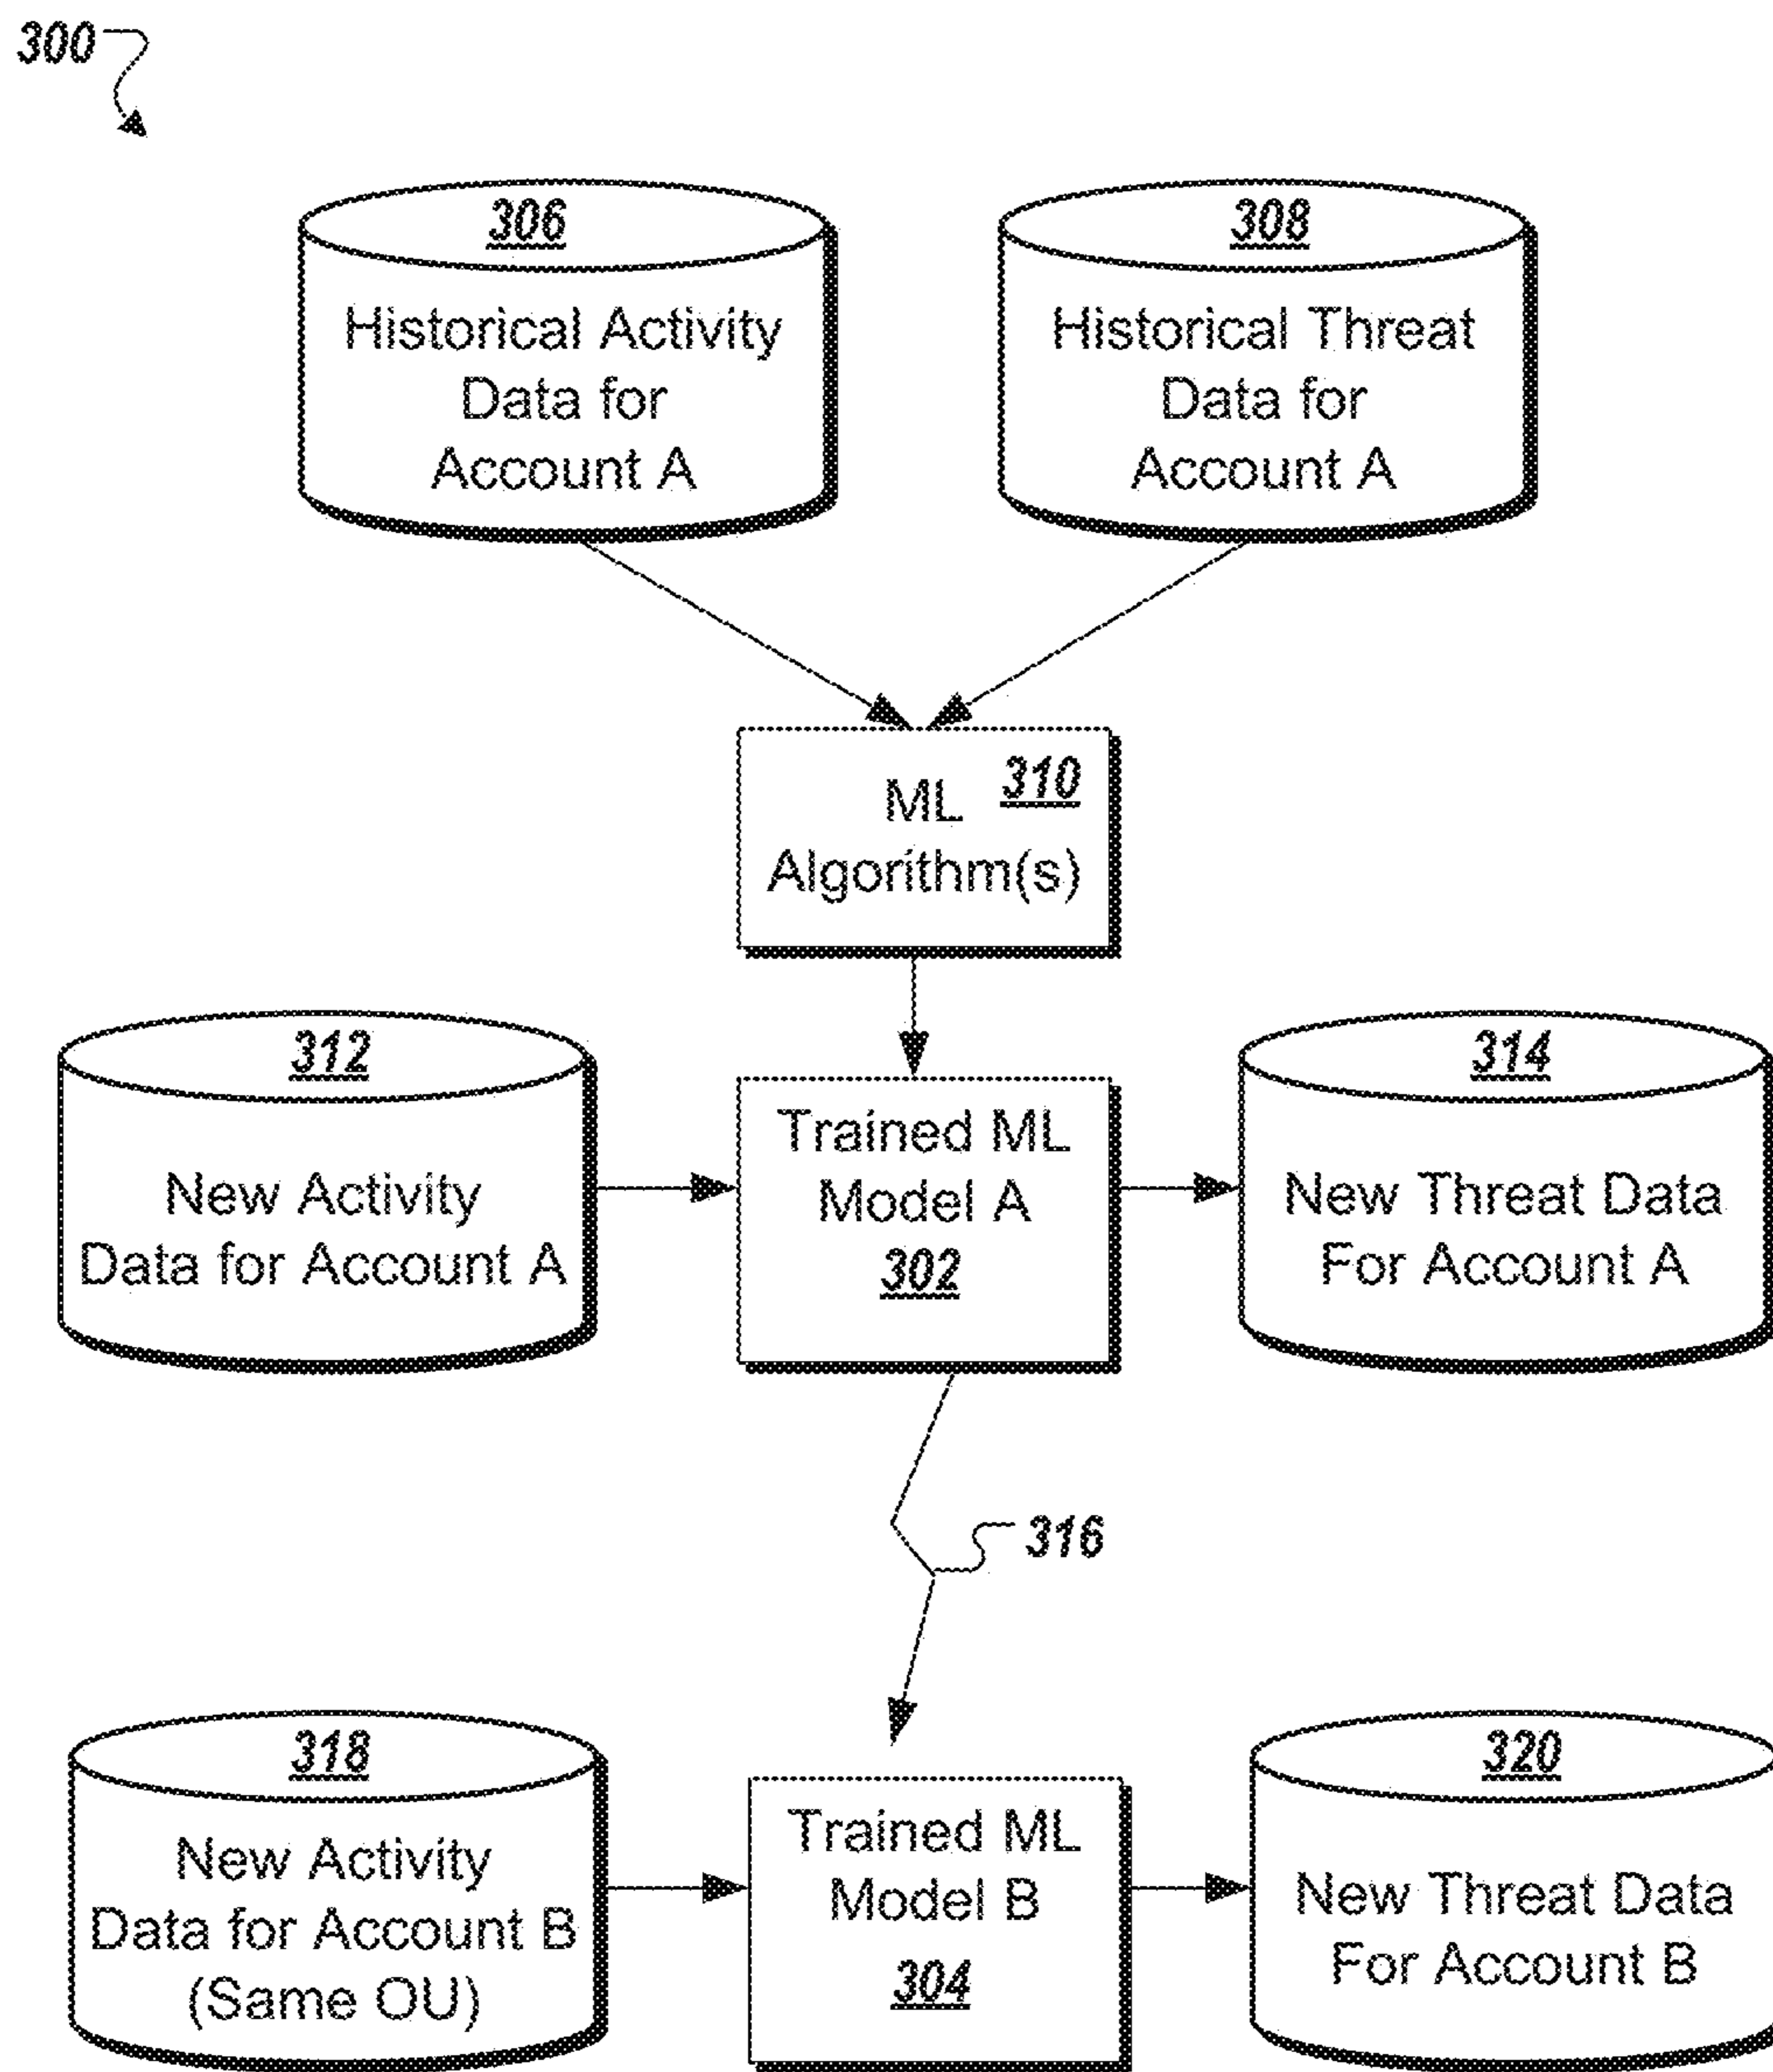 300
306
Historical Activity
Data for
Account A
308
Historical Threat
Data for
Account A
310
ML
Algorithm(s)
312
New Activity
Data for Account A
Trained ML
Model A
302
314
New Threat Data
For Account A
316
318
New Activity
Data for Account B
(Same OU)
Trained ML
Model B
304
320
New Threat Data
For Account B